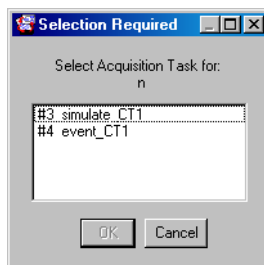 Selection Required
Select Acquisition Task for:
n
#3 simulate_CT1
#4 event_CT1
OK
Cancel